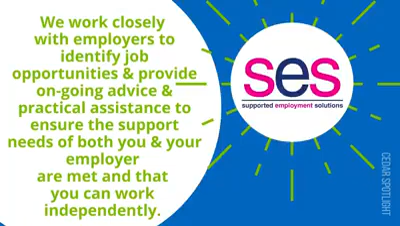 We work closely
with employers to
identify job
opportunities & provide
on-going advice &
practical assistance to
ensure the support
needs of both you & your
employer
are met and that
you can work
independently.
ses
supported employment solutions
CEDAR SPOTLIGHT